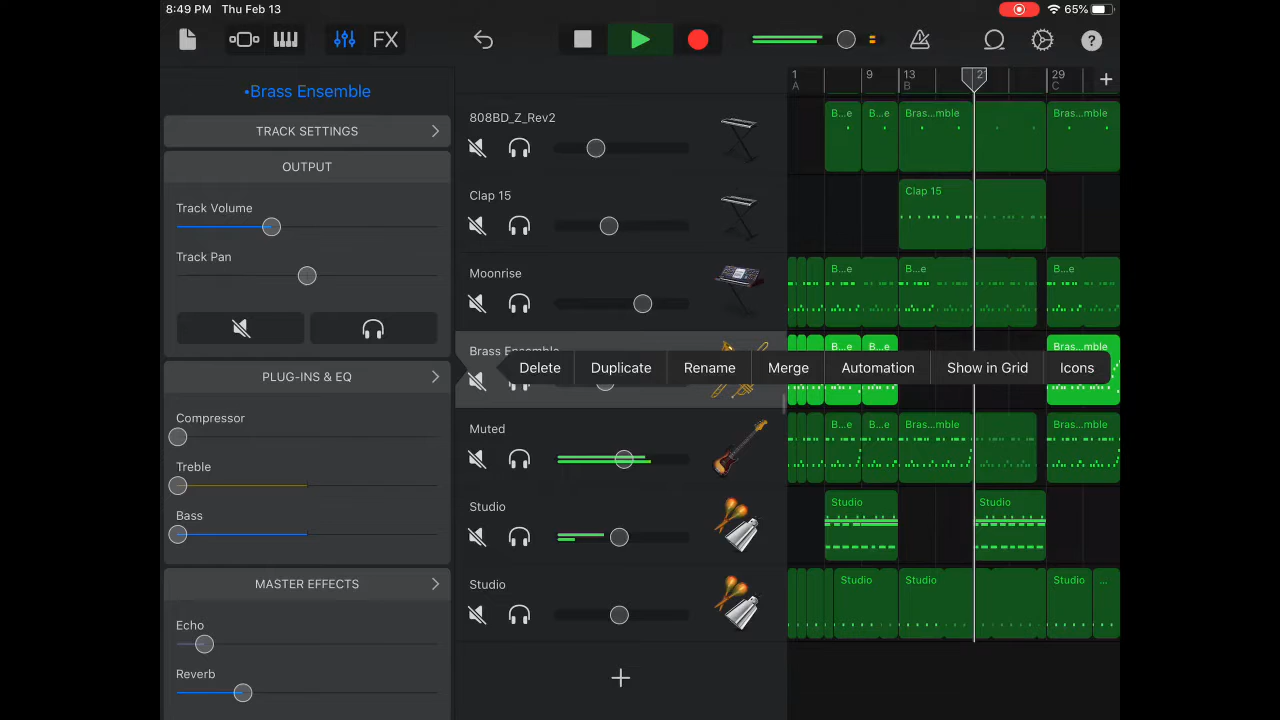 8:49 PM Thu Feb 13
65%
FX
?
•Brass Ensemble
TRACK SETTINGS
OUTPUT
Track Volume
Track Pan
PLUG-INS & EQ
Compressor
Treble
Bass
MASTER EFFECTS
Echo
Reverb
1 9 13 2 29 +
A B C
808BD_Z_Rev2
B...e B...e Bras...mble Bras...mble
Clap 15
Clap 15
Moonrise
B...e B...e B...e
Brass Ensemble
B...e B...e Bras...mble
Delete Duplicate Rename Merge Automation Show in Grid Icons
Muted
B...e B...e Bras...mble Bras...mble
Studio
Studio Studio
Studio
Studio Studio Studio ...
+